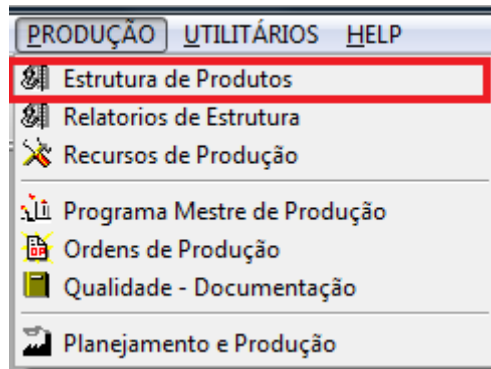 PRODUÇÃO UTILITÁRIOS HELP
Estrutura de Produtos
Relatorios de Estrutura
Recursos de Produção
Programa Mestre de Produção
Ordens de Produção
Qualidade - Documentação
Planejamento e Produção